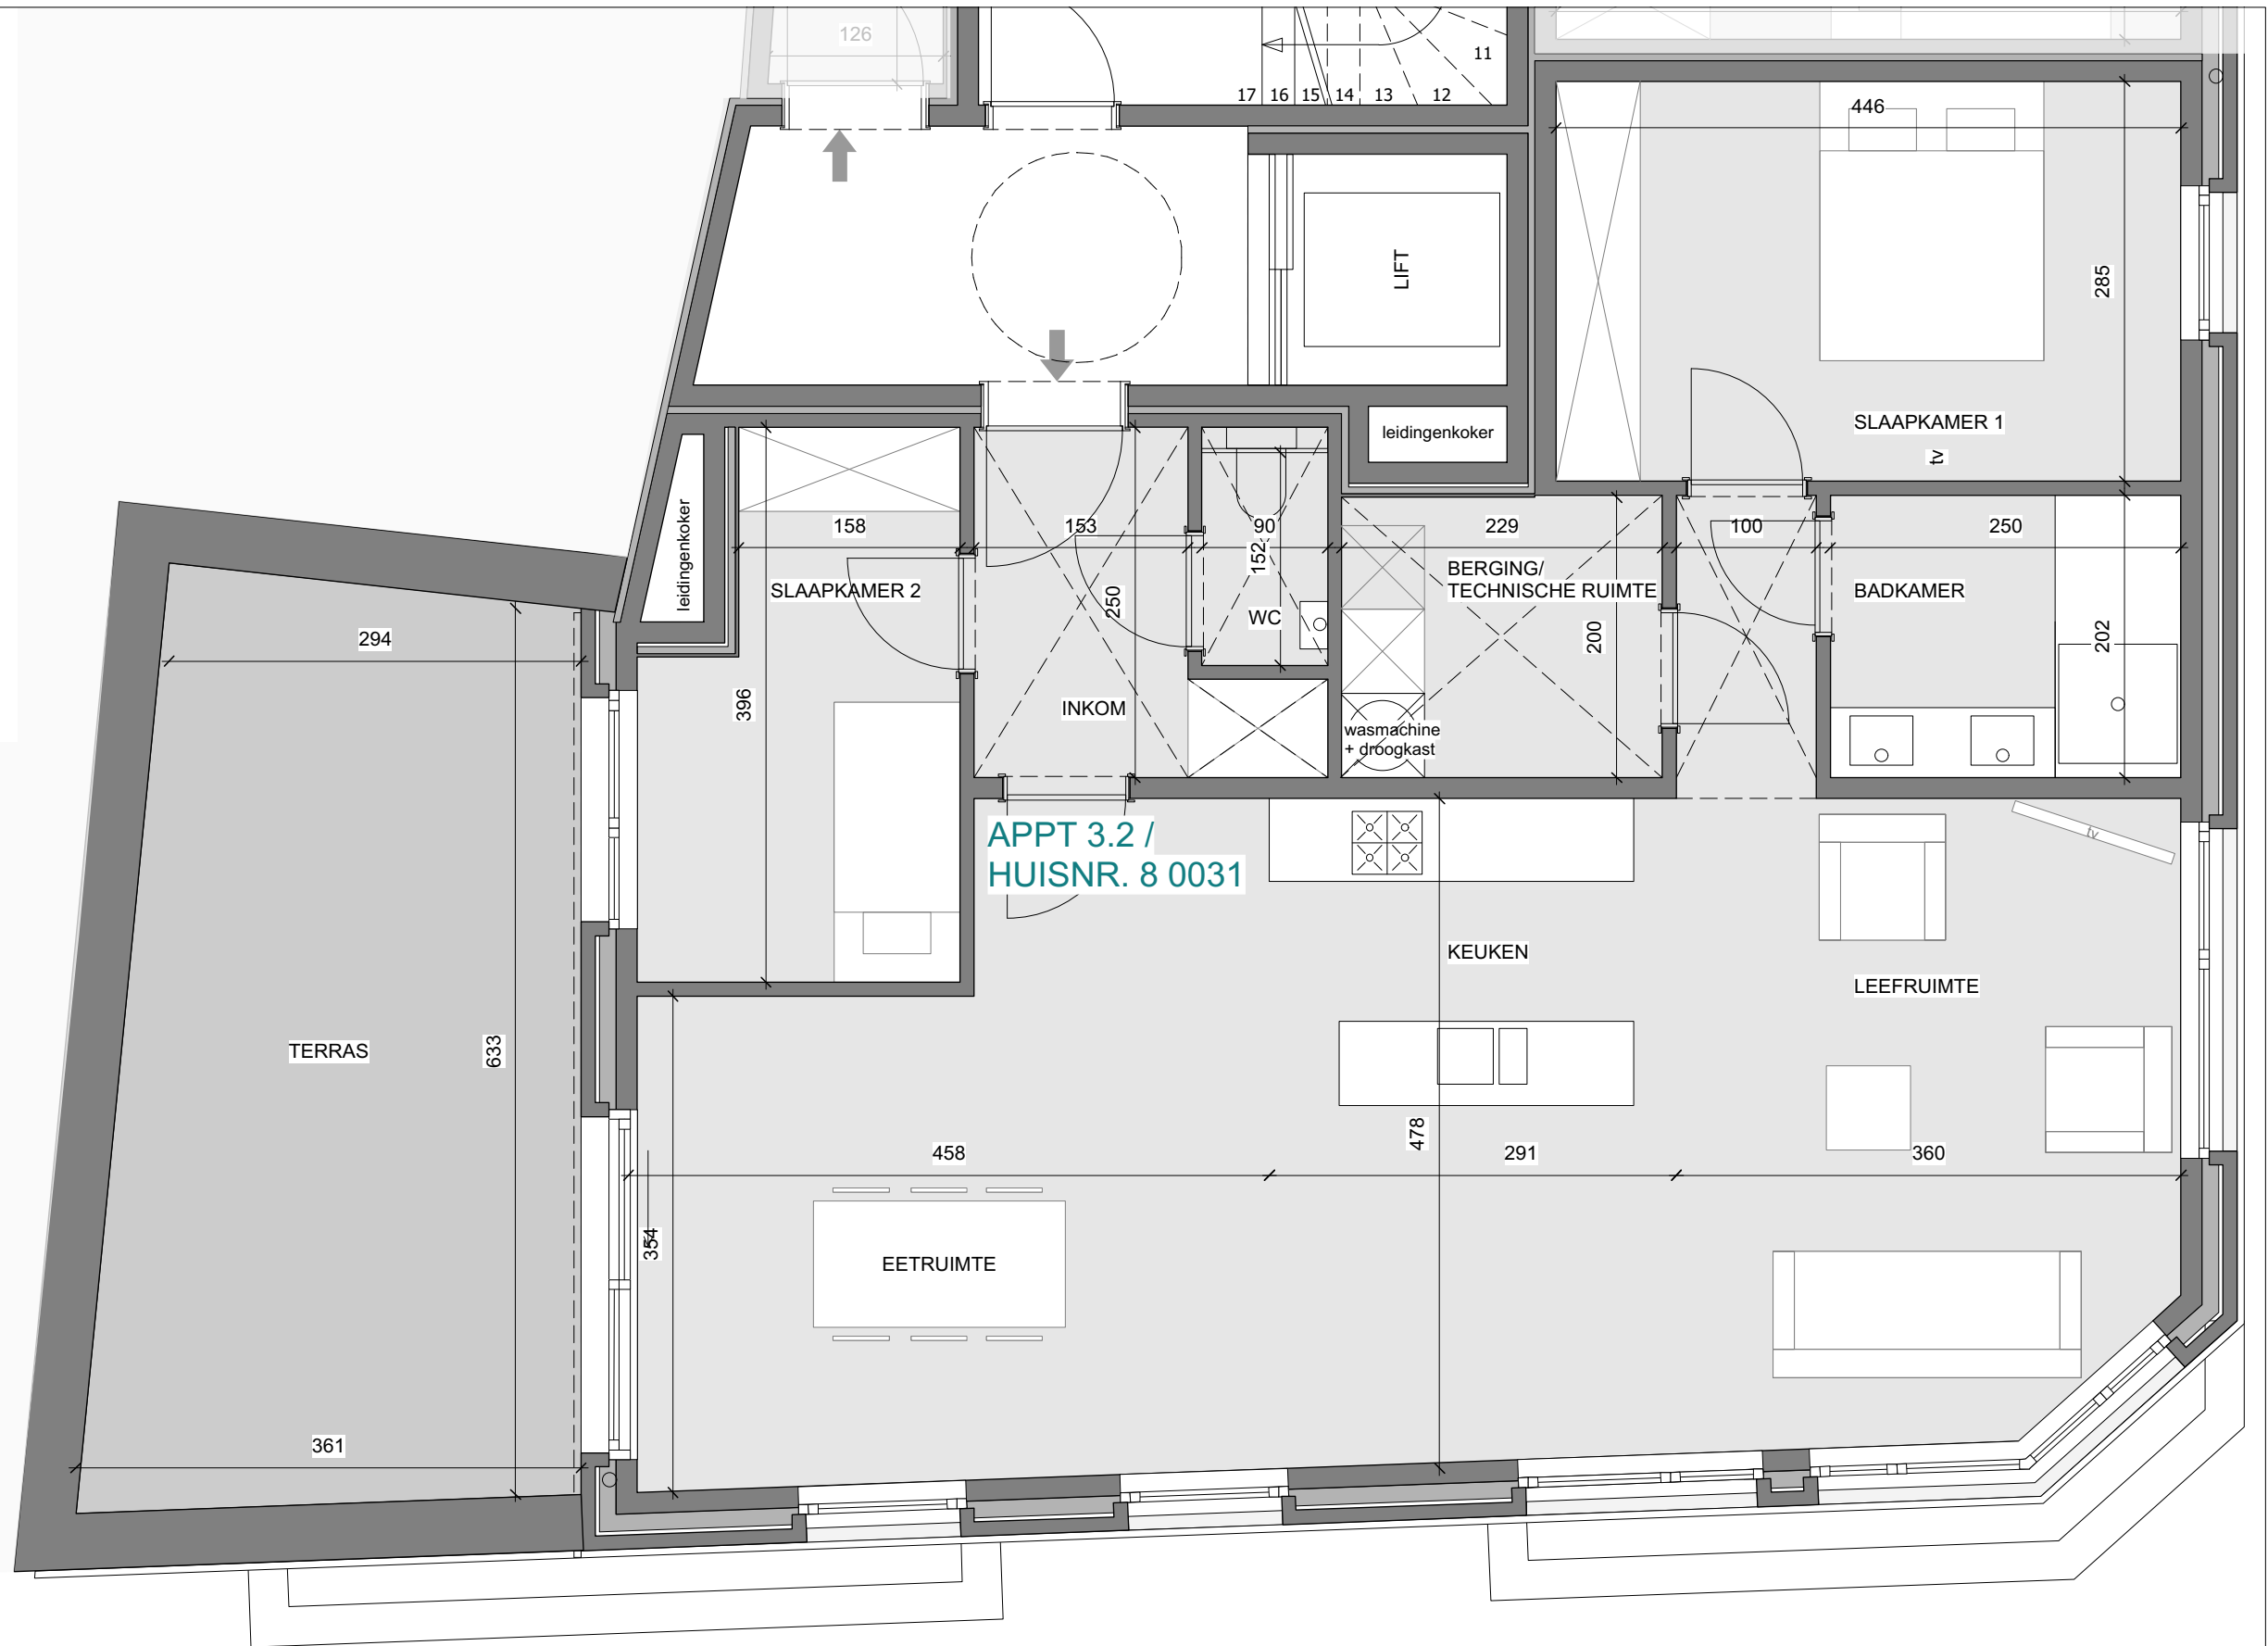 126
11
17 16 15 14 13 12
446
LIFT
285
leidingenkoker
SLAAPKAMER 1
tv
leidingenkoker
158
153
90
229
100
250
152
BERGING/
TECHNISCHE RUIMTE
SLAAPKAMER 2
250
WC
200
BADKAMER
202
294
396
INKOM
wasmachine
+ droogkast
APPT 3.2 /
HUISNR. 8 0031
tv
KEUKEN
LEEFRUIMTE
TERRAS
633
458
478
291
360
354
EETRUIMTE
361